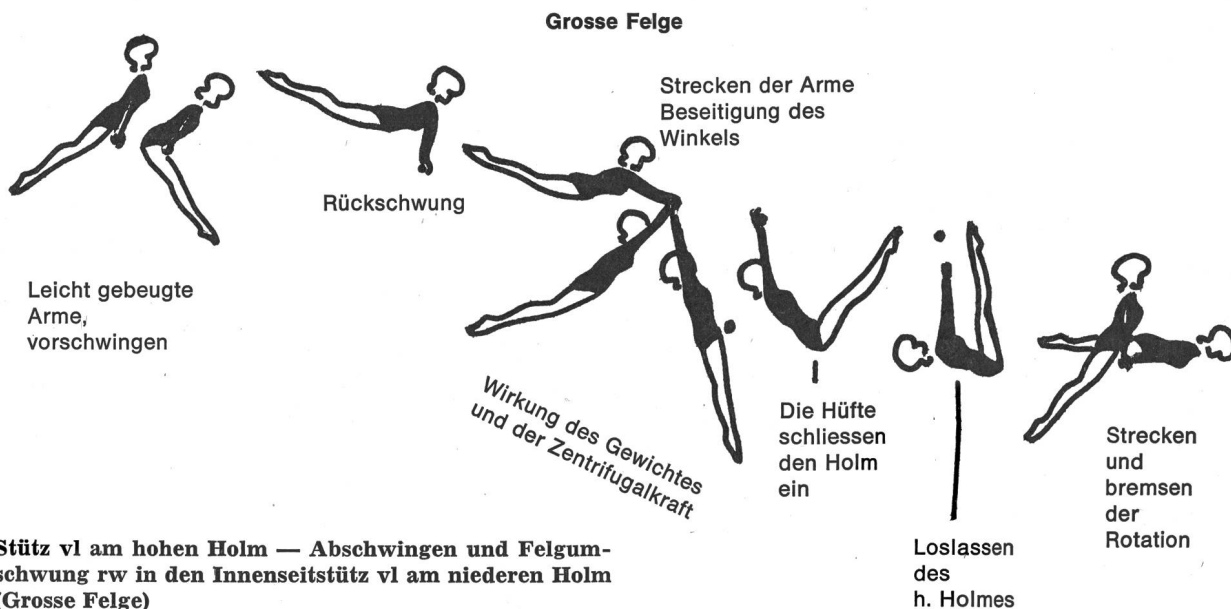 Grosse Felge
Strecken der Arme
Beseitigung des
Winkels
Rückschwung
Leicht gebeugte
Arme,
vorschwingen
Wirkung des Gewichtes
und der Zentrifugalkraft
Die Hüfte
schliessen
den Holm
ein
Loslassen
des
h. Holmes
Strecken
und
bremsen
der
Rotation
Stütz vl am hohen Holm — Abschwingen und Felgum-
schwung rw in den Innenseitstütz vl am niederen Holm
(Grosse Felge)